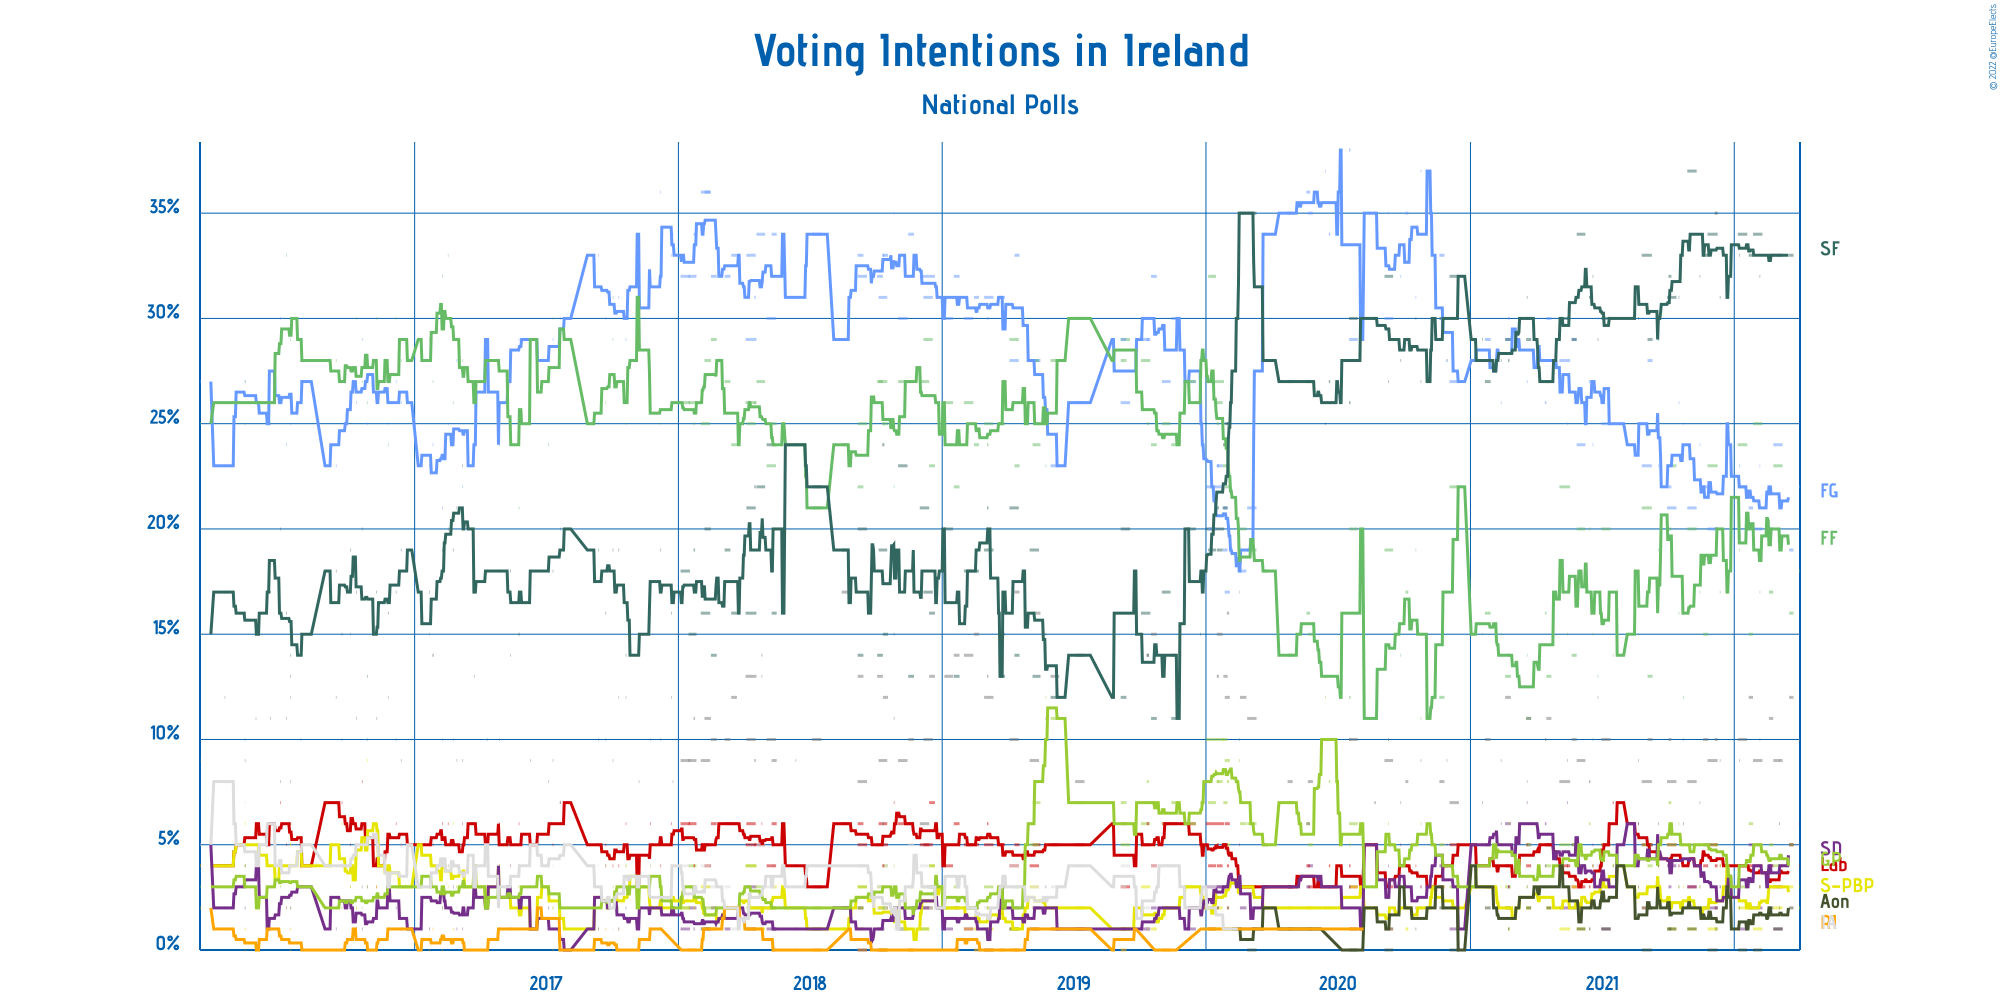 Voting Intentions in Ireland
National Polls
© 2022 @EuropeElects
35%
30%
25%
20%
15%
10%
5%
0%
SF
FG
FF
SD
Lab
S-PBP
Aon
2017
2018
2019
2020
2021